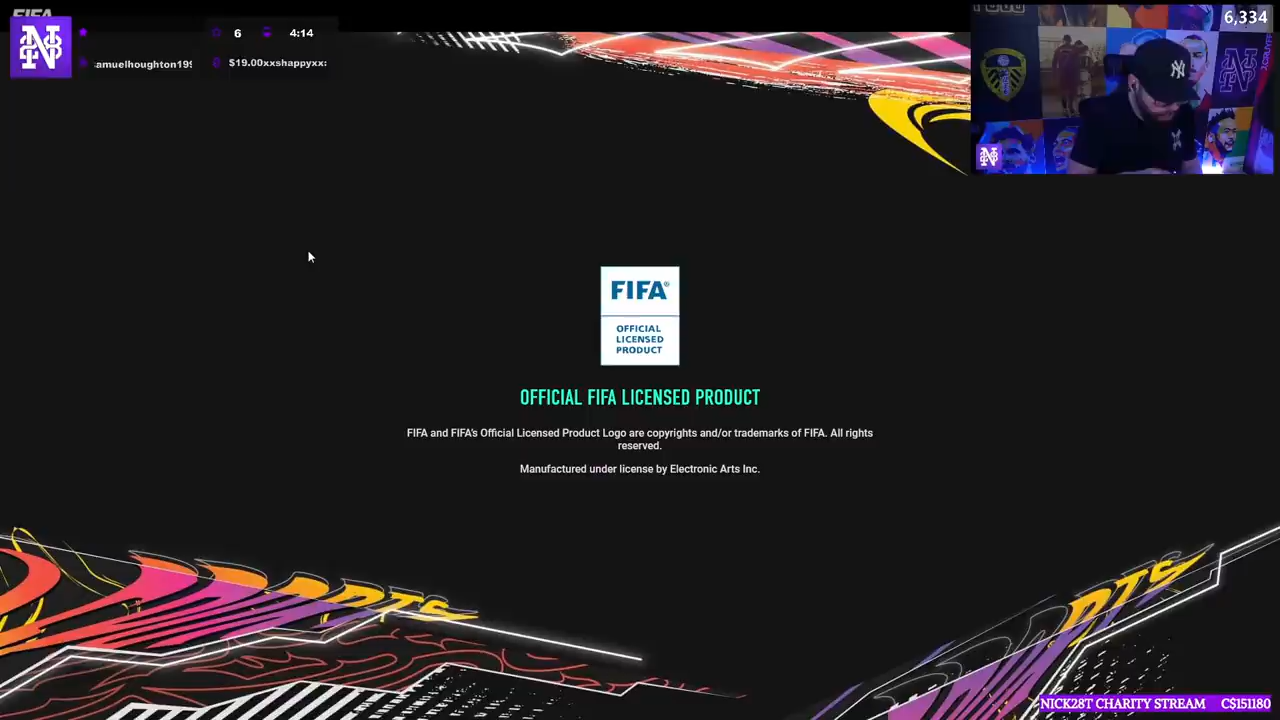 FIFA
6 4:14
6,334
amuelhoughton199
$19.00xxshappyxx:
FIFA®
OFFICIAL
LICENSED
PRODUCT
OFFICIAL FIFA LICENSED PRODUCT
FIFA and FIFA's Official Licensed Product Logo are copyrights and/or trademarks of FIFA. All rights
reserved.
Manufactured under license by Electronic Arts Inc.
NICK28T CHARITY STREAM C$151180